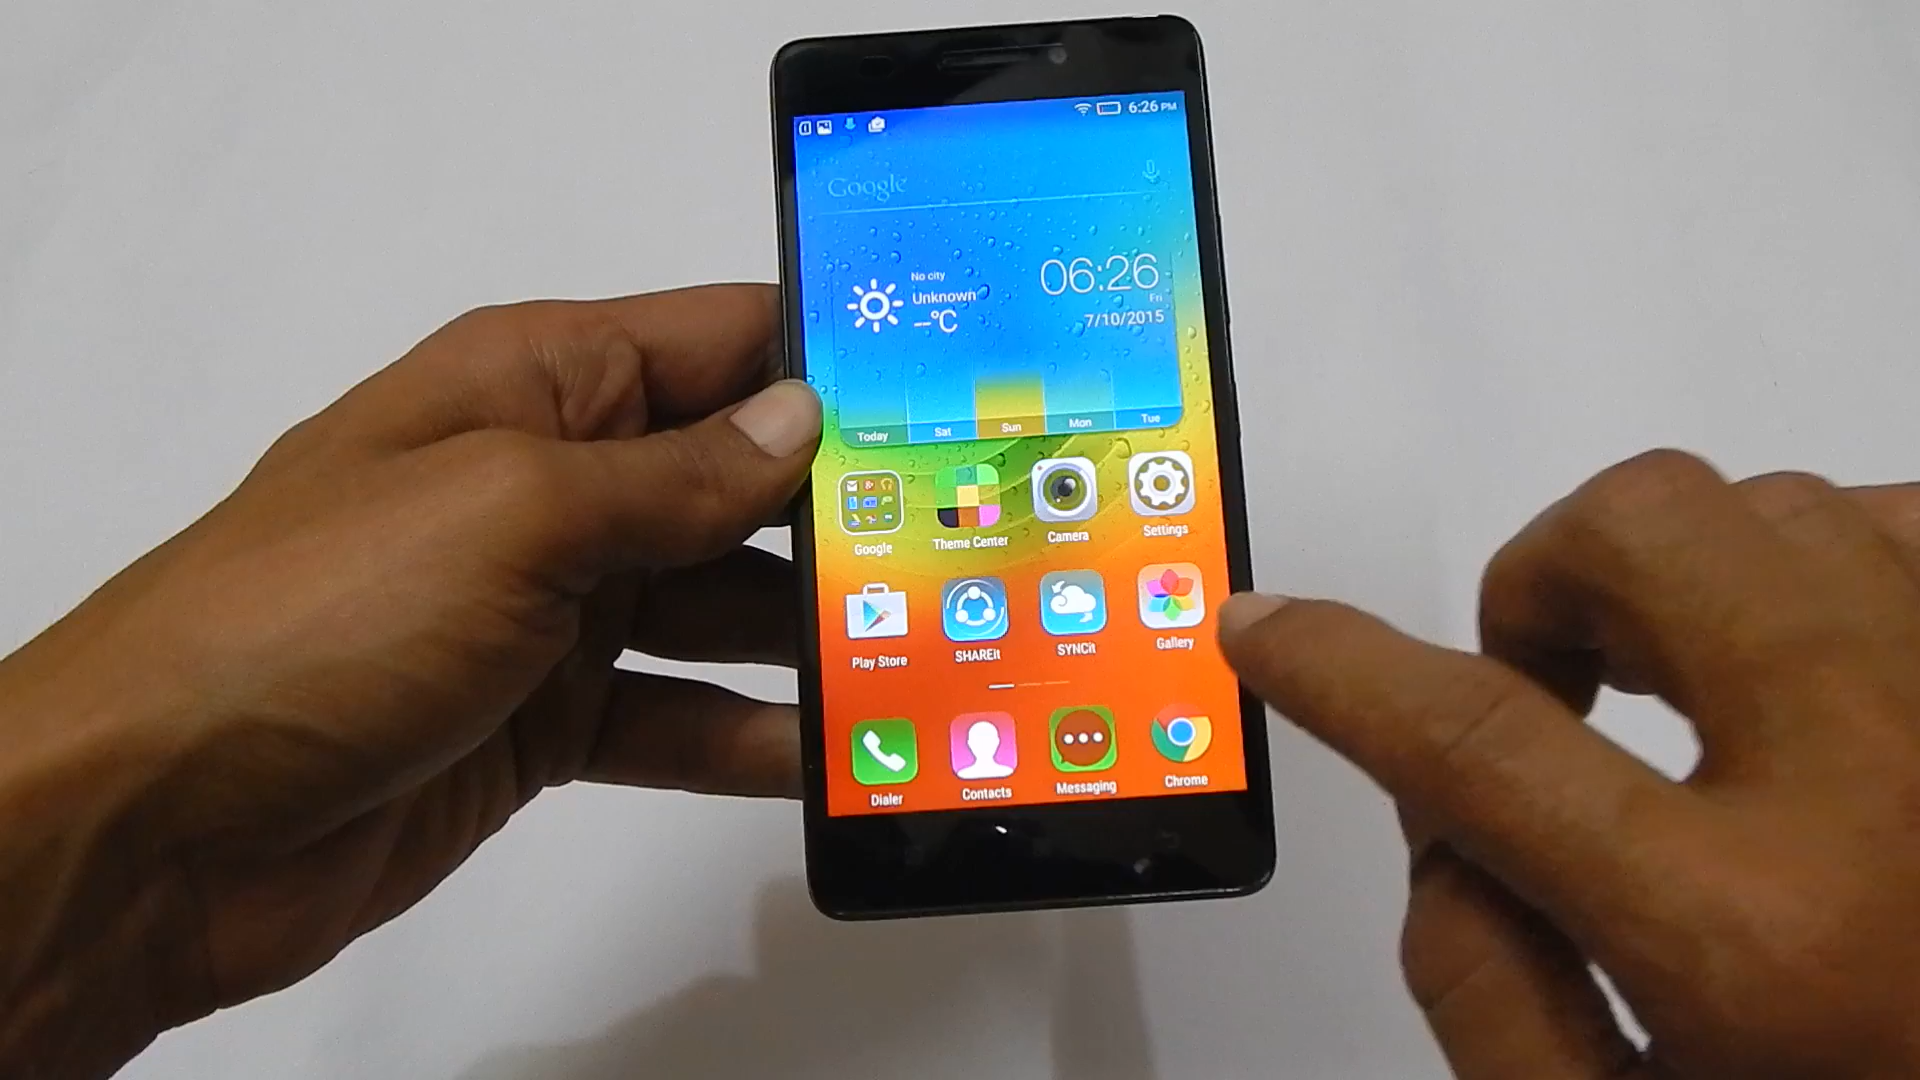 6:26 PM
Google
No city
Unknown
--°C
06:26
Fri
7/10/2015
Today Sat Sun Mon Tue
Google Theme Center Camera Settings
Play Store SHAREit SYNCit Gallery
Dialer Contacts Messaging Chrome